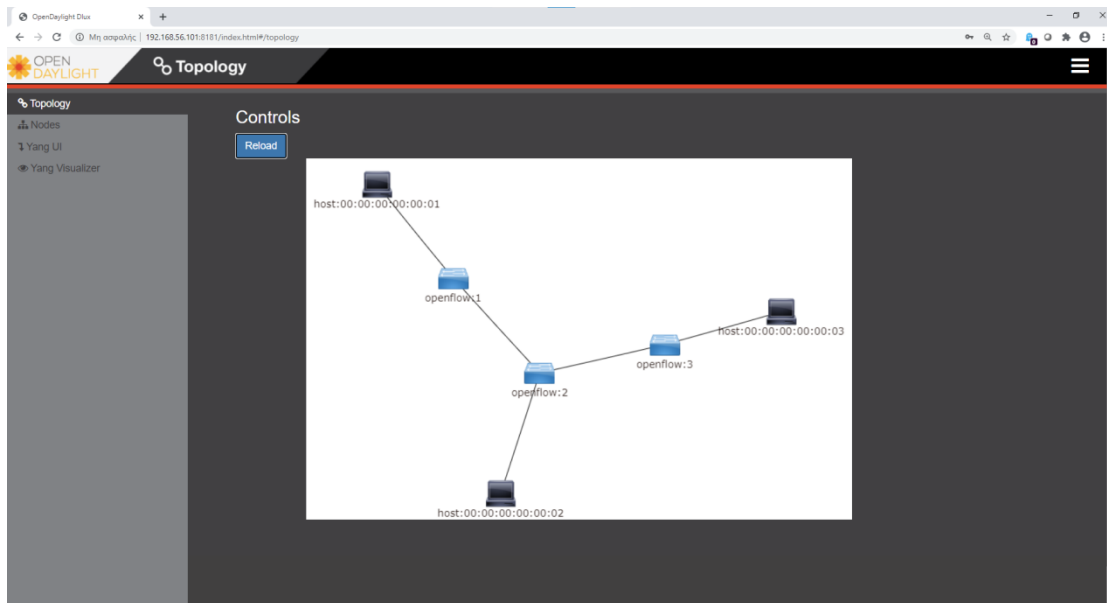 OpenDaylight Dlux
Μη ασφαλής | 192.168.56.101:8181/index.html#/topology
OPEN
DAYLIGHT
Topology
Topology
Nodes
Yang UI
Yang Visualizer
Controls
Reload
host:00:00:00:00:00:01
openflow:1
host:00:00:00:00:00:03
openflow:3
openflow:2
host:00:00:00:00:00:02